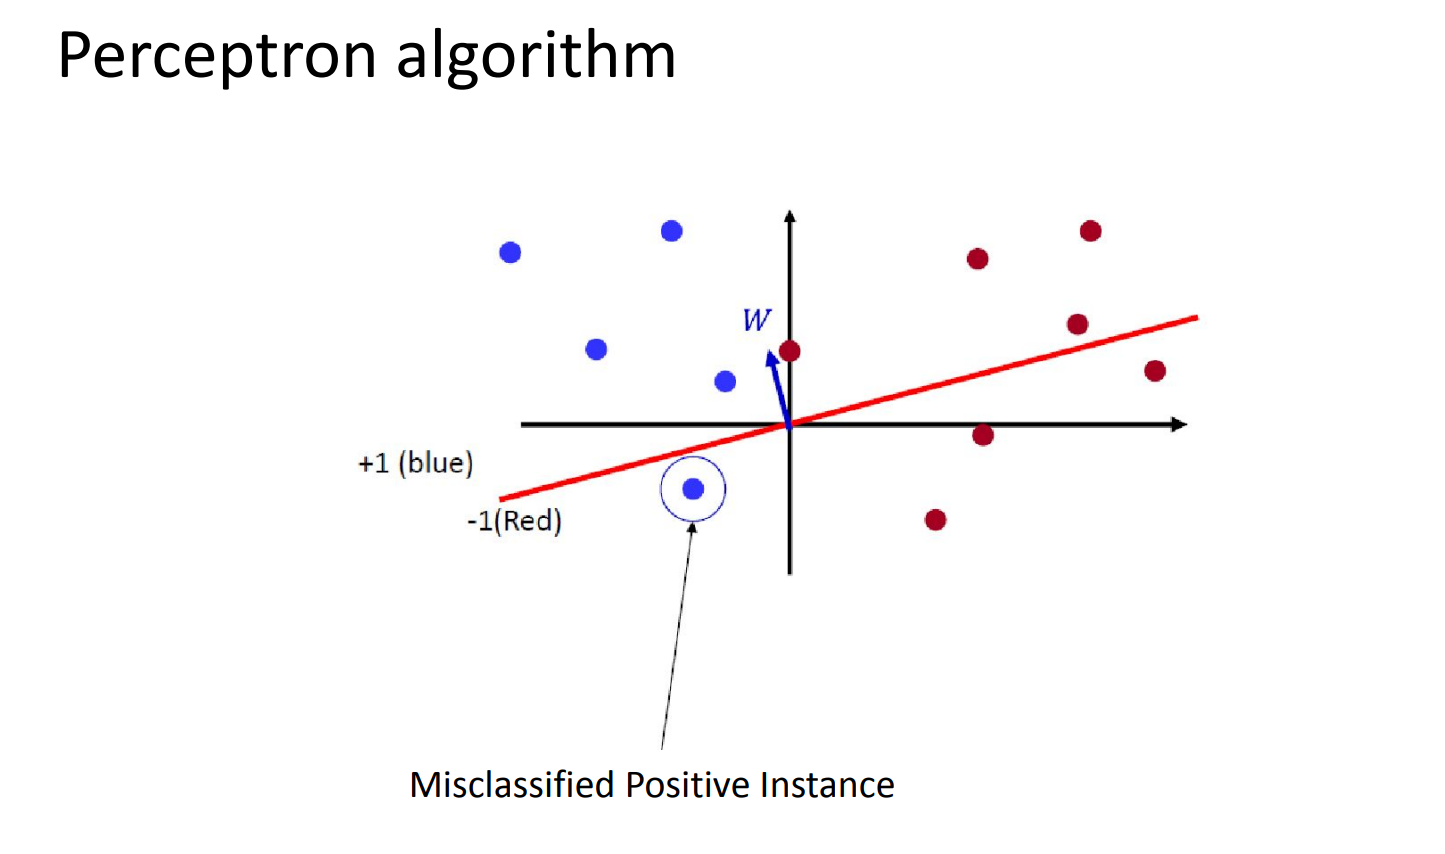 Perceptron algorithm
W
+1 (blue)
-1(Red)
Misclassified Positive Instance